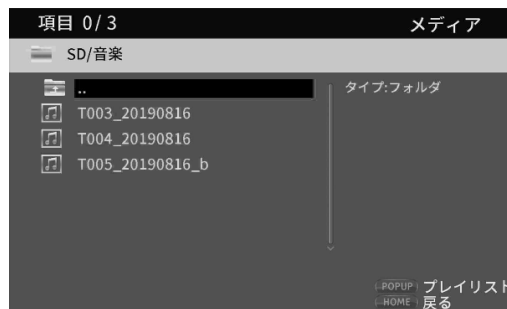 項目 0/3
メディア
SD/音楽
..
タイプ:フォルダ
T003_20190816
T004_20190816
T005_20190816_b
POPUP プレイリスト
HOME 戻る